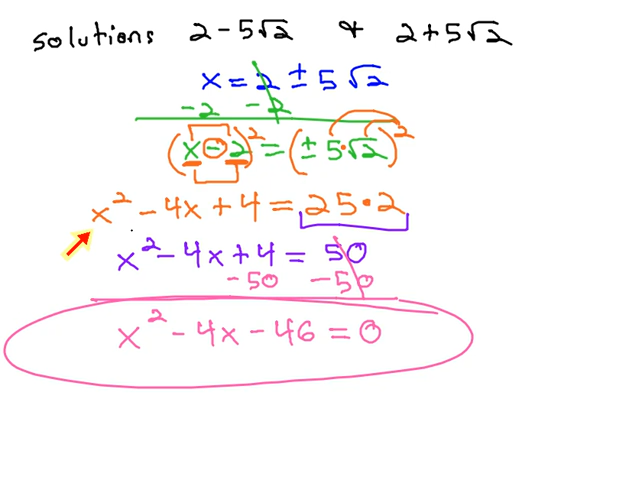 solutions 2 - 5√2 & 2 + 5√2
x = 2 ± 5 √2
-2 -2
(x - 2)² = (± 5 · √2)²
x² - 4x + 4 = 25 · 2
x² - 4x + 4 = 50
-50 -50
x² - 4x - 46 = 0